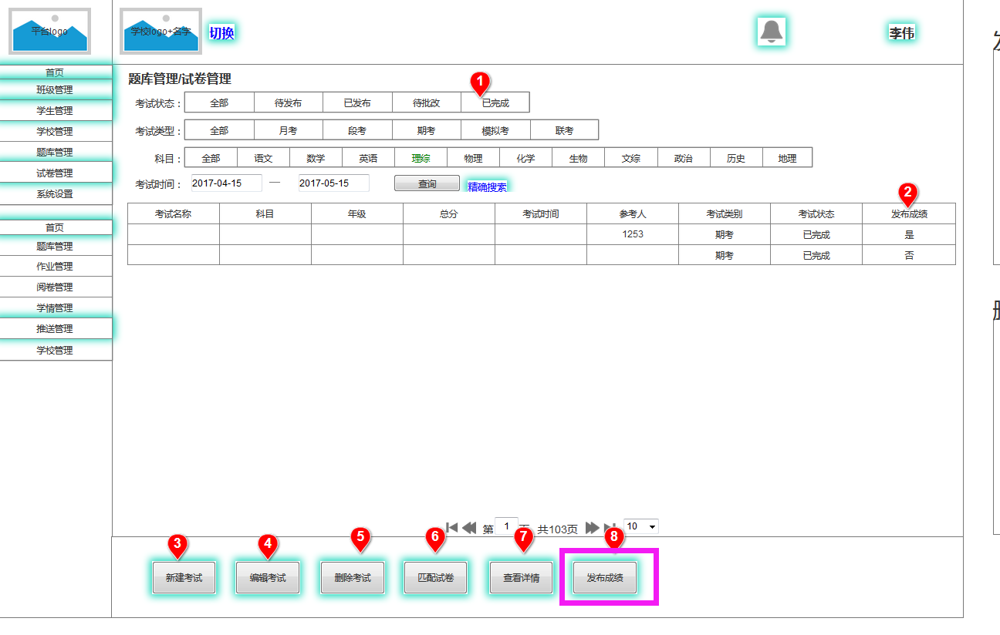 平台logo
学校logo+名字
切换
李伟
首页
班级管理
学生管理
学校管理
题库管理
试卷管理
系统设置
首页
题库管理
作业管理
阅卷管理
学情管理
推送管理
学校管理
题库管理/试卷管理
1
考试状态： 全部 待发布 已发布 待批改 已完成
考试类型： 全部 月考 段考 期考 模拟考 联考
科目： 全部 语文 数学 英语 理综 物理 化学 生物 文综 政治 历史 地理
考试时间： 2017-04-15 — 2017-05-15 查询 精确搜索
2
考试名称 科目 年级 总分 考试时间 参考人 考试类别 考试状态 发布成绩
1253 期考 已完成 是
期考 已完成 否
第 1 页 共103页 10
3 4 5 6 7 8
新建考试 编辑考试 删除考试 匹配试卷 查看详情 发布成绩